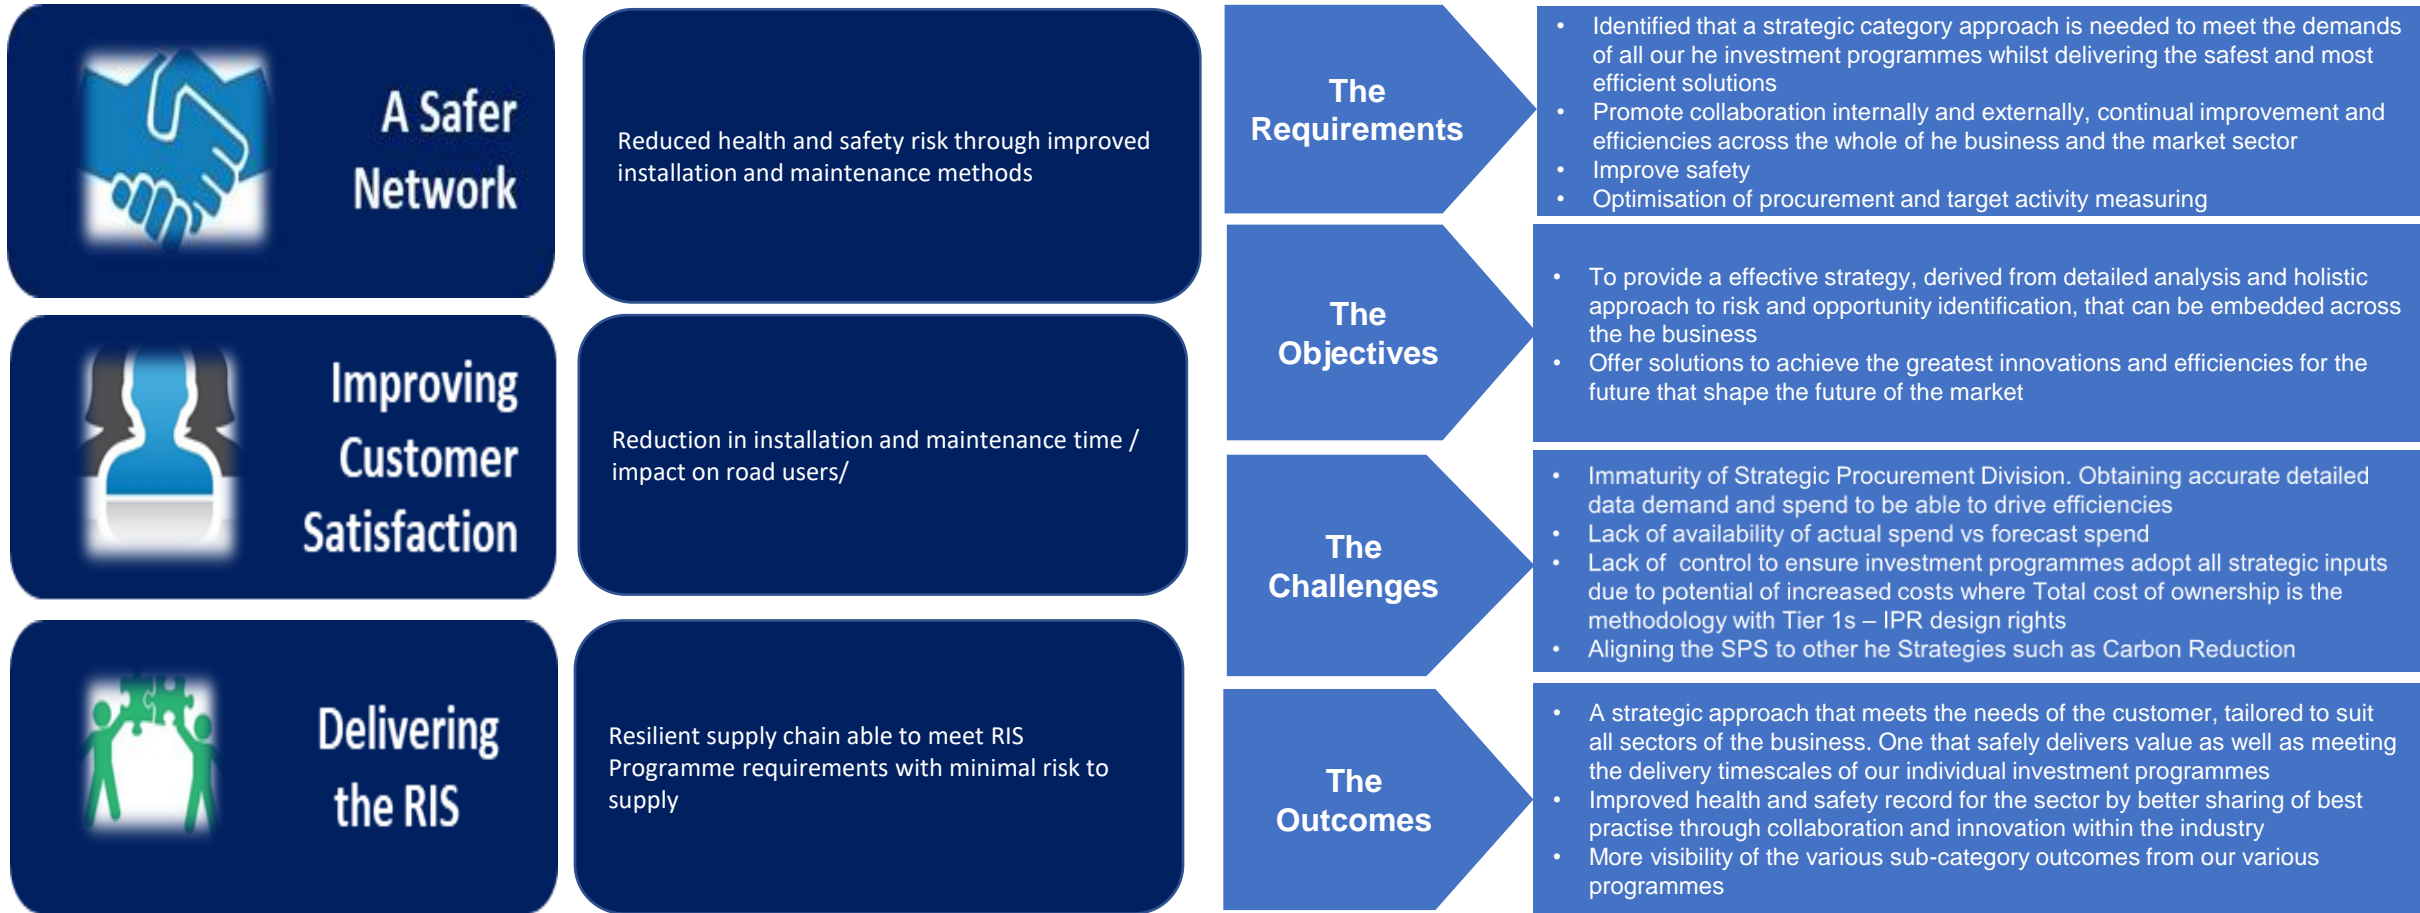 A Safer
Network
Reduced health and safety risk through improved
installation and maintenance methods
Improving
Customer
Satisfaction
Reduction in installation and maintenance time /
impact on road users/
Delivering
the RIS
Resilient supply chain able to meet RIS
Programme requirements with minimal risk to
supply
The
Requirements
• Identified that a strategic category approach is needed to meet the demands
of all our he investment programmes whilst delivering the safest and most
efficient solutions
• Promote collaboration internally and externally, continual improvement and
efficiencies across the whole of he business and the market sector
• Improve safety
• Optimisation of procurement and target activity measuring
The
Objectives
• To provide a effective strategy, derived from detailed analysis and holistic
approach to risk and opportunity identification, that can be embedded across
the he business
• Offer solutions to achieve the greatest innovations and efficiencies for the
future that shape the future of the market
The
Challenges
• Immaturity of Strategic Procurement Division. Obtaining accurate detailed
data demand and spend to be able to drive efficiencies
• Lack of availability of actual spend vs forecast spend
• Lack of control to ensure investment programmes adopt all strategic inputs
due to potential of increased costs where Total cost of ownership is the
methodology with Tier 1s – IPR design rights
• Aligning the SPS to other he Strategies such as Carbon Reduction
The
Outcomes
• A strategic approach that meets the needs of the customer, tailored to suit
all sectors of the business. One that safely delivers value as well as meeting
the delivery timescales of our individual investment programmes
• Improved health and safety record for the sector by better sharing of best
practise through collaboration and innovation within the industry
• More visibility of the various sub-category outcomes from our various
programmes